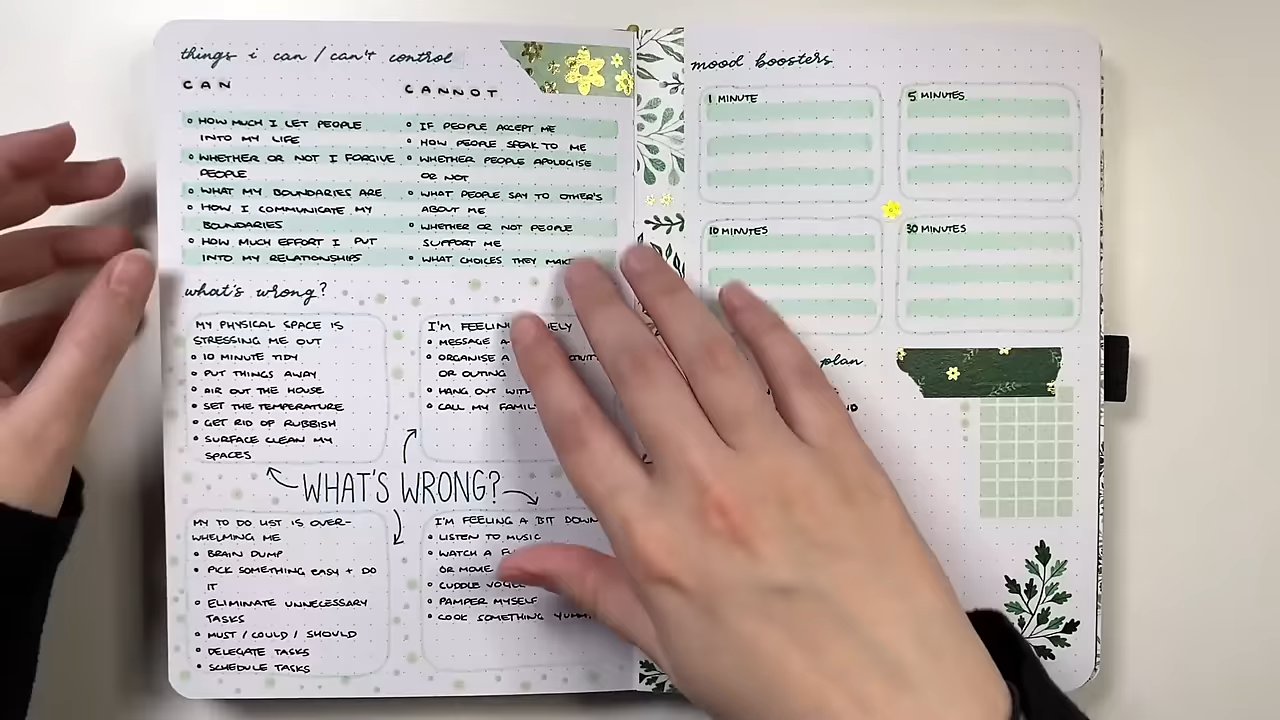 things i can / can't control
CAN
HOW MUCH I LET PEOPLE
INTO MY LIFE
WHETHER OR NOT I FORGIVE
PEOPLE
WHAT MY BOUNDARIES ARE
HOW I COMMUNICATE MY
BOUNDARIES
HOW MUCH EFFORT I PUT
INTO MY RELATIONSHIPS
CANNOT
IF PEOPLE ACCEPT ME
HOW PEOPLE SPEAK TO ME
WHETHER PEOPLE APOLOGISE
OR NOT
WHAT PEOPLE SAY TO OTHER'S
ABOUT ME
WHETHER OR NOT PEOPLE
SUPPORT ME
WHAT CHOICES THEY
what's wrong?
MY PHYSICAL SPACE IS
STRESSING ME OUT
10 MINUTE TIDY
PUT THINGS AWAY
AIR OUT THE HOUSE
SET THE TEMPERATURE
GET RID OF RUBBISH
SURFACE CLEAN MY
SPACES
I'M
MESSAGE
ORGANISE A
OR OUTING
HANG OUT
CALL MY
WHAT'S WRONG?
MY TO DO LIST IS OVER-
WHELMING ME
BRAIN DUMP
PICK SOMETHING EASY + DO
IT
ELIMINATE UNNECESSARY
TASKS
MUST / COULD / SHOULD
DELEGATE TASKS
SCHEDULE TASKS
I'M FEELING A BIT DOWN
LISTEN TO MUSIC
WATCH A
OR MOVIE
CUDDLE
PAMPER MYSELF
COOK SOMETHING
mood boosters
1 MINUTE
5 MINUTES
10 MINUTES
30 MINUTES
plan